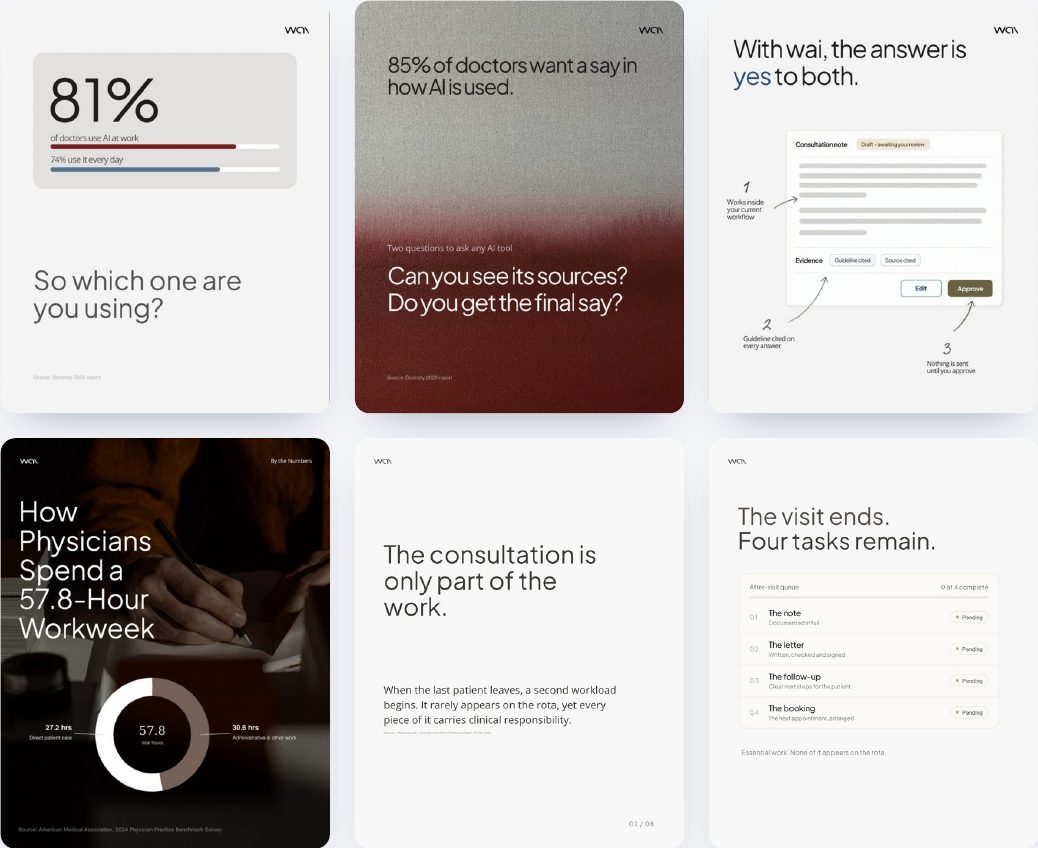 wai
81%
of doctors use AI at work
74% use it every day
So which one are
you using?
Source: Doximity 2026 report
wai
85% of doctors want a say in
how AI is used.
Two questions to ask any AI tool
Can you see its sources?
Do you get the final say?
Source: Doximity 2026 report
wai
With wai, the answer is
yes to both.
Consultation note
Draft – awaiting your review
1
Works inside
your current
workflow
Evidence
Guideline cited
Source cited
Edit
Approve
2
Guideline cited on
every answer
3
Nothing is sent
until you approve
wai
By the Numbers
How
Physicians
Spend a
57.8-Hour
Workweek
27.2 hrs
Direct patient care
57.8
total hours
30.6 hrs
Administrative & other work
Source: American Medical Association, 2024 Physician Practice Benchmark Survey
wai
The consultation is
only part of the
work.
When the last patient leaves, a second workload
begins. It rarely appears on the rota, yet every
piece of it carries clinical responsibility.
02 / 08
wai
The visit ends.
Four tasks remain.
After-visit queue
0 of 4 complete
01
The note
Documented in full
Pending
02
The letter
Written, checked and signed
Pending
03
The follow-up
Clear next steps for the patient
Pending
04
The booking
The next appointment, arranged
Pending
Essential work. None of it appears on the rota.